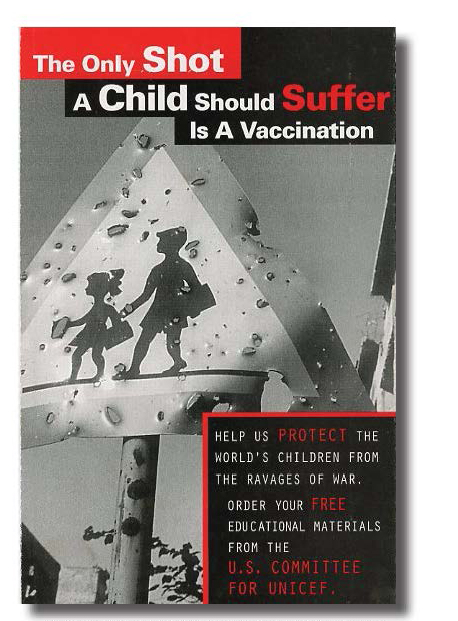 The Only Shot
A Child Should Suffer
Is A Vaccination
HELP US PROTECT THE
WORLD'S CHILDREN FROM
THE RAVAGES OF WAR.
ORDER YOUR FREE
EDUCATIONAL MATERIALS
FROM THE
U.S. COMMITTEE
FOR UNICEF.